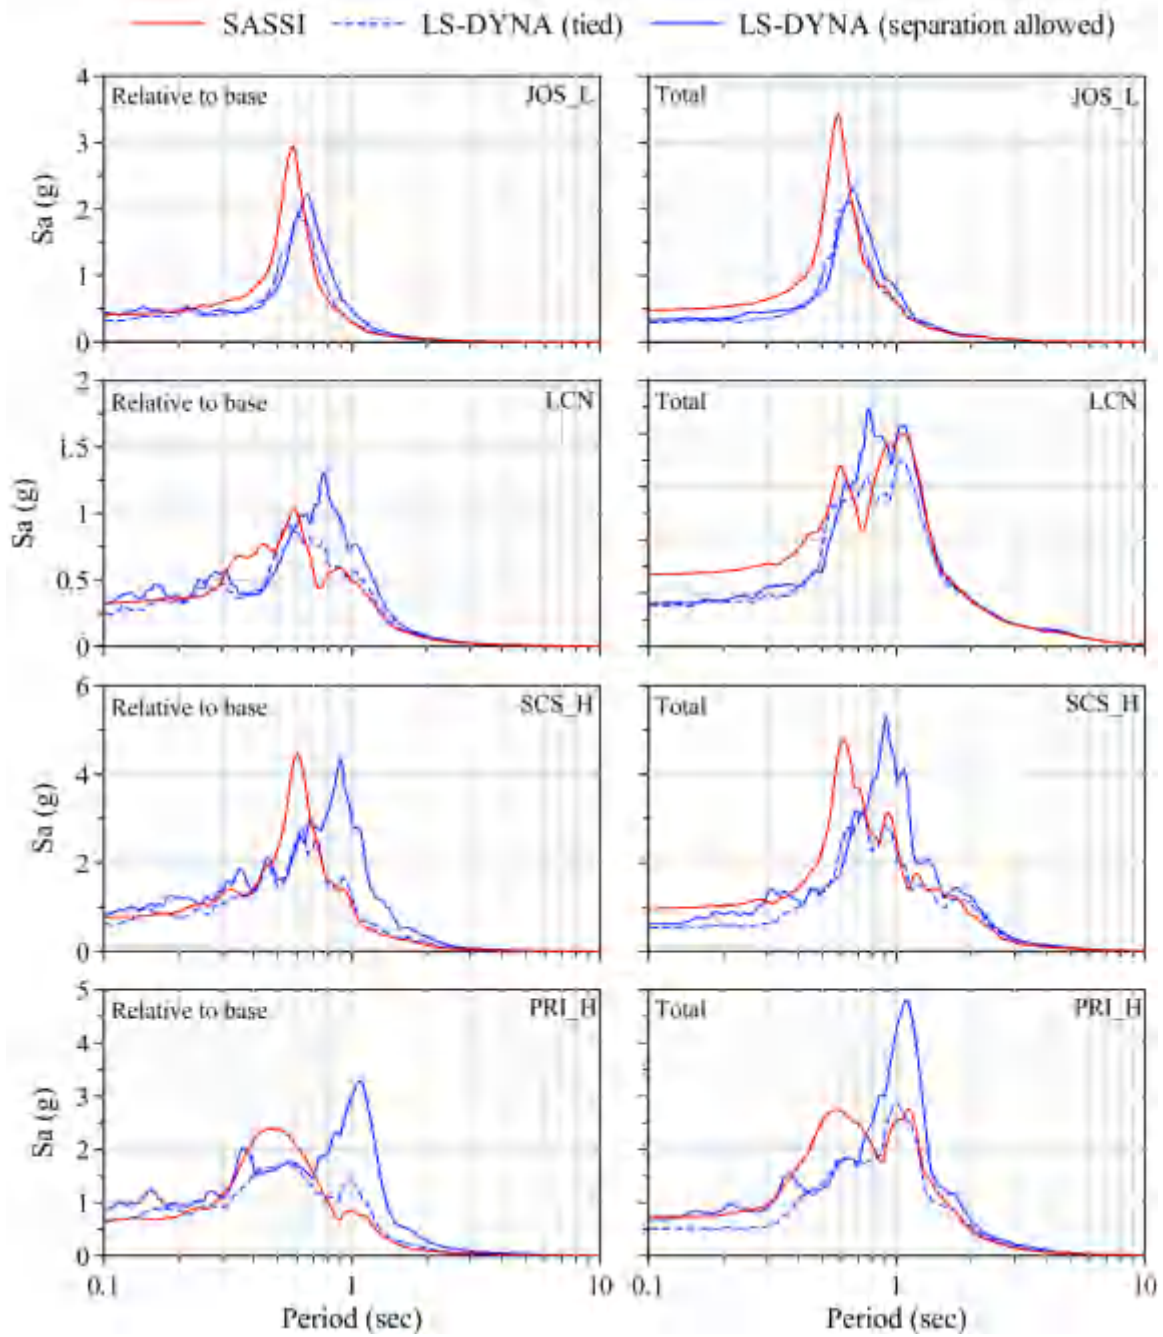 SASSI LS-DYNA (tied) LS-DYNA (separation allowed)
4
Relative to base JOS_L Total JOS_L
3
Sa (g)
2
1
0
2
Relative to base LCN Total LCN
1.5
Sa (g)
1
0.5
0
6
Relative to base SCS_H Total SCS_H
4
Sa (g)
2
0
5
Relative to base PRI_H Total PRI_H
4
3
Sa (g)
2
1
0
0.1 1 10 0.1 1 10
Period (sec) Period (sec)